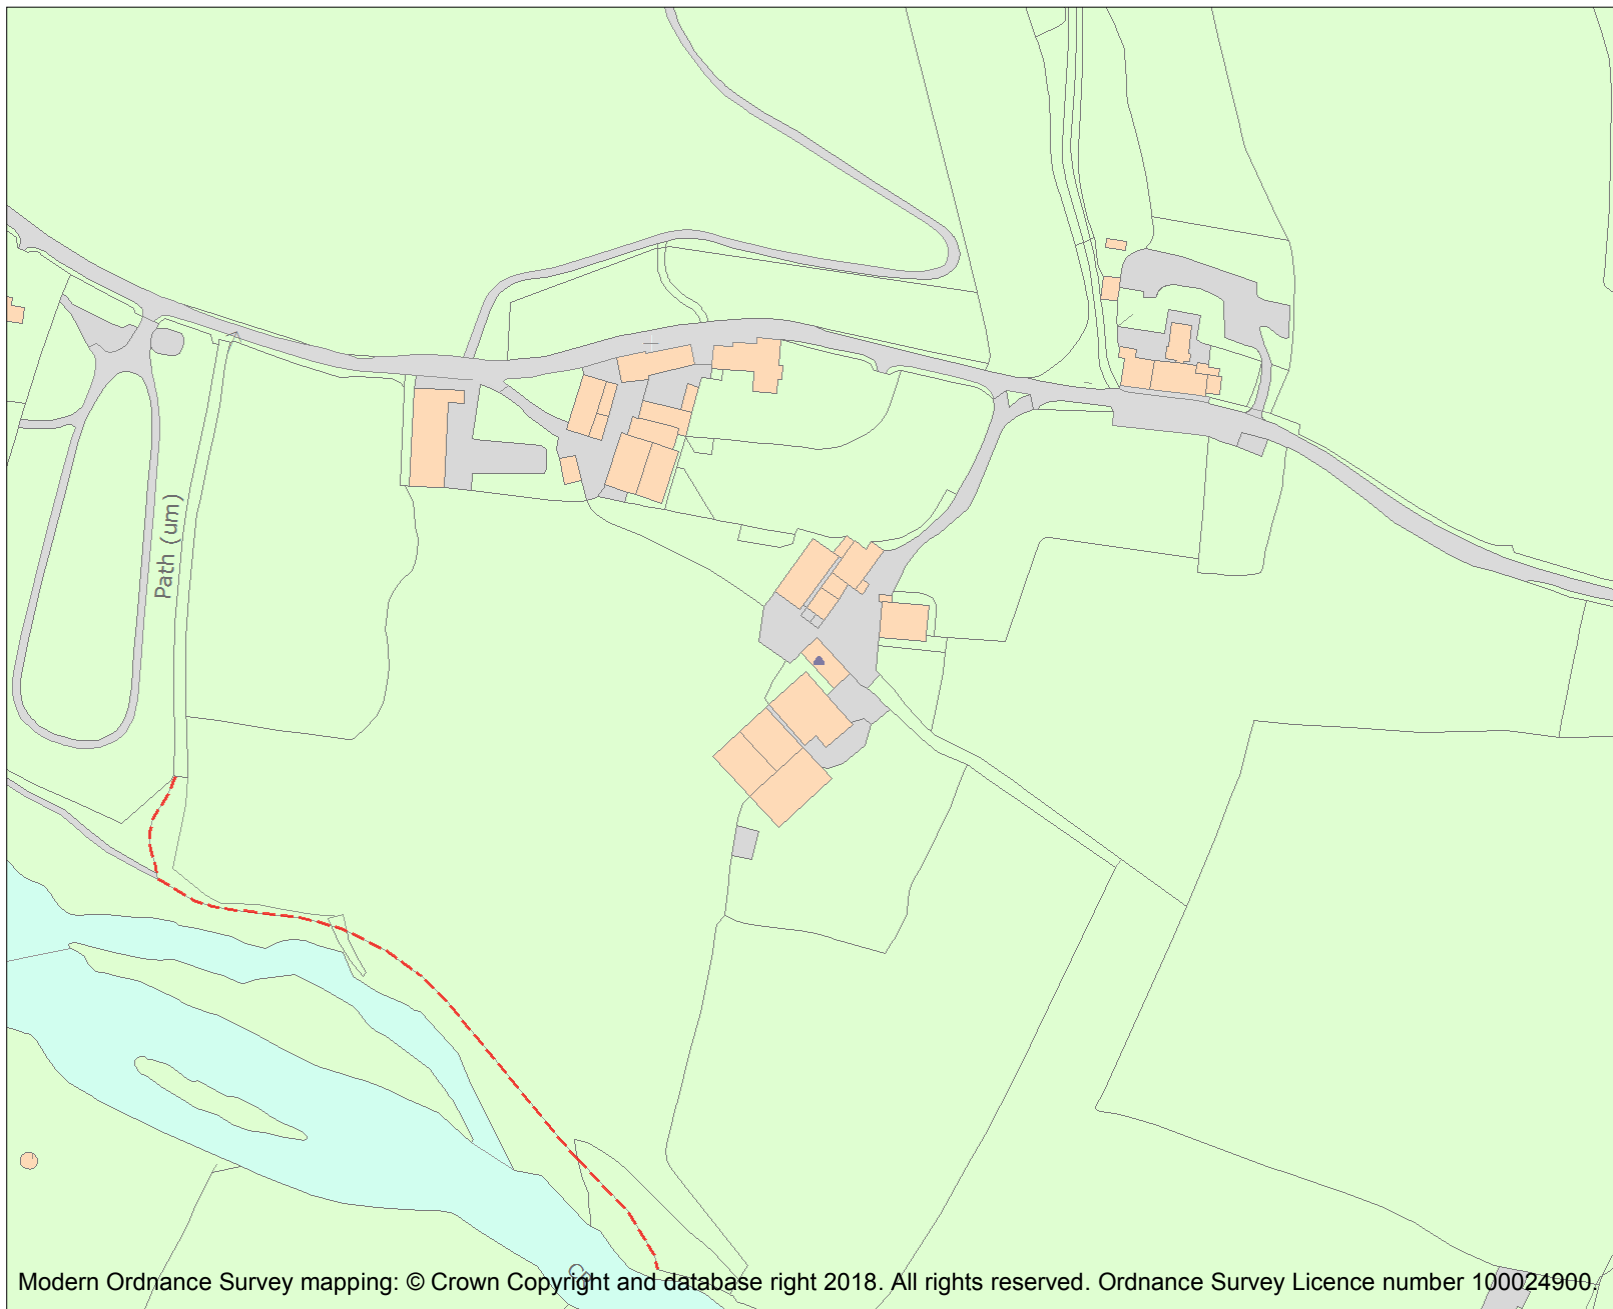 Path (um)
Modern Ordnance Survey mapping: © Crown Copyright and database right 2018. All rights reserved. Ordnance Survey Licence number 100024900.